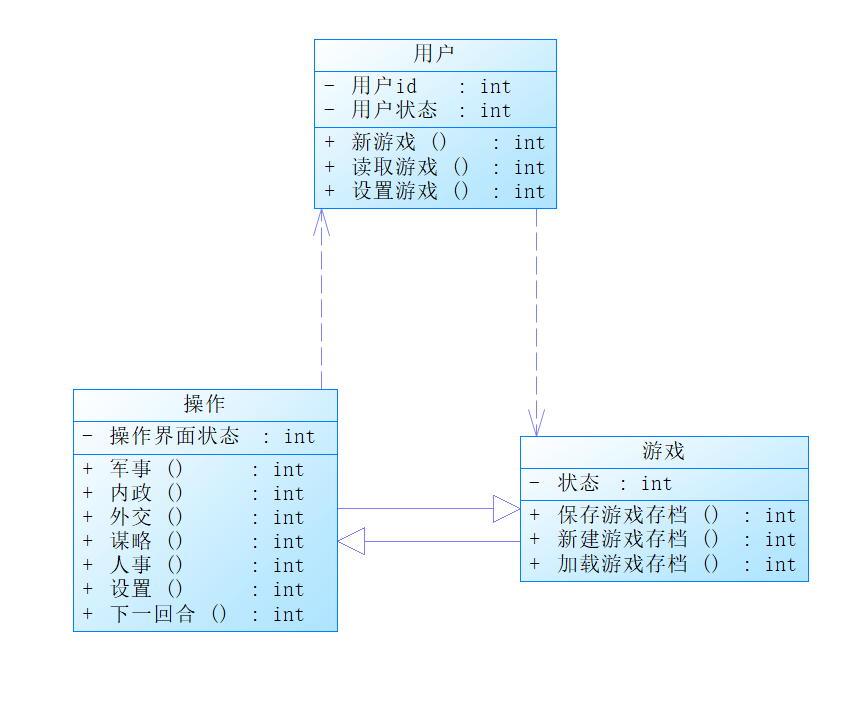 用户
- 用户id : int
- 用户状态 : int
+ 新游戏 () : int
+ 读取游戏 () : int
+ 设置游戏 () : int
操作
- 操作界面状态 : int
+ 军事 () : int
+ 内政 () : int
+ 外交 () : int
+ 谋略 () : int
+ 人事 () : int
+ 设置 () : int
+ 下一回合 () : int
游戏
- 状态 : int
+ 保存游戏存档 () : int
+ 新建游戏存档 () : int
+ 加载游戏存档 () : int